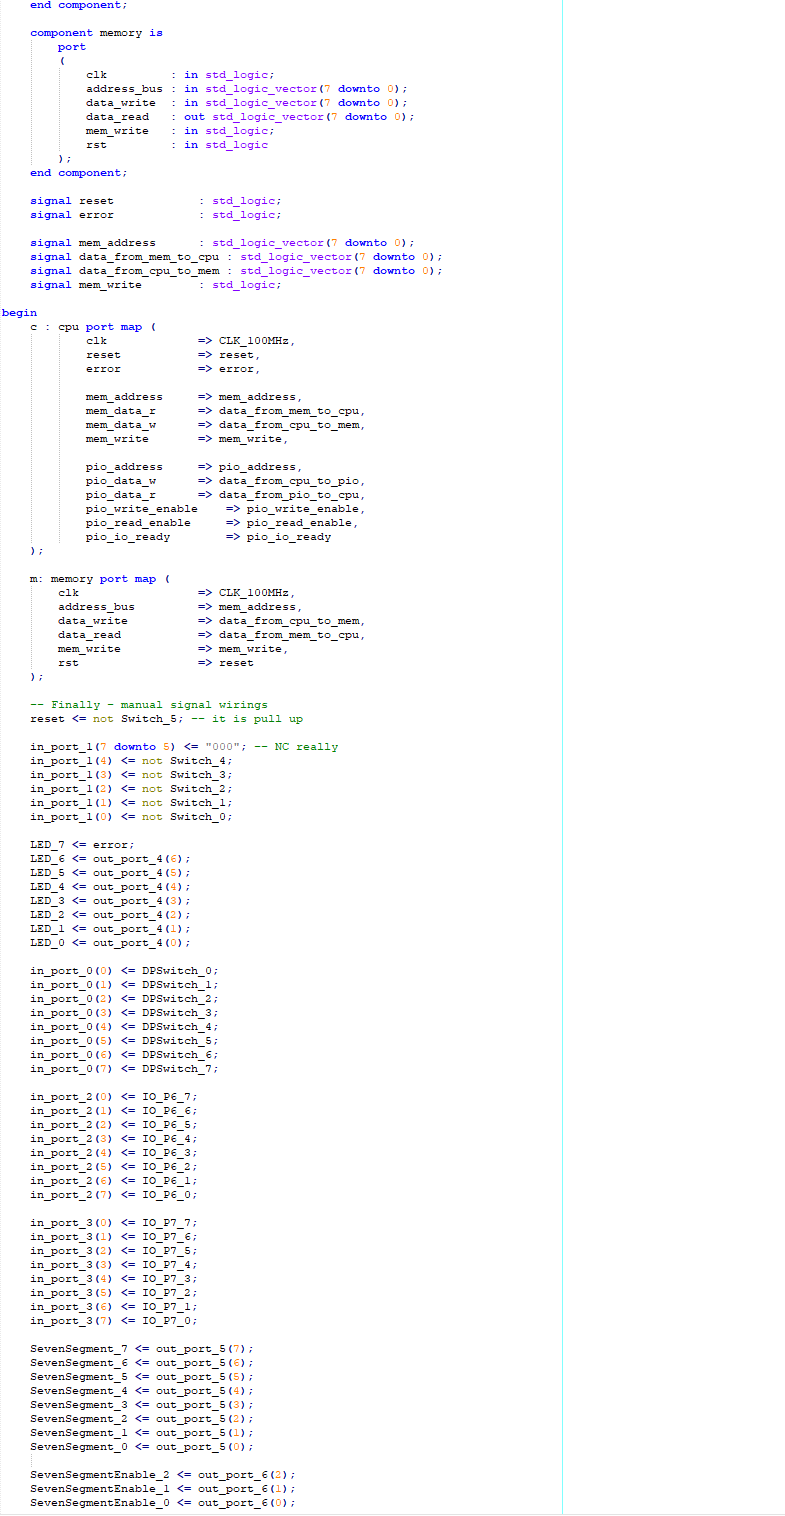 end component;
component memory is
port
(
clk : in std_logic;
address_bus : in std_logic_vector(7 downto 0);
data_write : in std_logic_vector(7 downto 0);
data_read : out std_logic_vector(7 downto 0);
mem_write : in std_logic;
rst : in std_logic
);
end component;
signal reset : std_logic;
signal error : std_logic;
signal mem_address : std_logic_vector(7 downto 0);
signal data_from_mem_to_cpu : std_logic_vector(7 downto 0);
signal data_from_cpu_to_mem : std_logic_vector(7 downto 0);
signal mem_write : std_logic;
begin
c : cpu port map (
clk => CLK_100MHz,
reset => reset,
error => error,
mem_address => mem_address,
mem_data_r => data_from_mem_to_cpu,
mem_data_w => data_from_cpu_to_mem,
mem_write => mem_write,
pio_address => pio_address,
pio_data_w => data_from_cpu_to_pio,
pio_data_r => data_from_pio_to_cpu,
pio_write_enable => pio_write_enable,
pio_read_enable => pio_read_enable,
pio_io_ready => pio_io_ready
);
m: memory port map (
clk => CLK_100MHz,
address_bus => mem_address,
data_write => data_from_cpu_to_mem,
data_read => data_from_mem_to_cpu,
mem_write => mem_write,
rst => reset
);
-- Finally - manual signal wirings
reset <= not Switch_5; -- it is pull up
in_port_1(7 downto 5) <= "000"; -- NC really
in_port_1(4) <= not Switch_4;
in_port_1(3) <= not Switch_3;
in_port_1(2) <= not Switch_2;
in_port_1(1) <= not Switch_1;
in_port_1(0) <= not Switch_0;
LED_7 <= error;
LED_6 <= out_port_4(6);
LED_5 <= out_port_4(5);
LED_4 <= out_port_4(4);
LED_3 <= out_port_4(3);
LED_2 <= out_port_4(2);
LED_1 <= out_port_4(1);
LED_0 <= out_port_4(0);
in_port_0(0) <= DPSwitch_0;
in_port_0(1) <= DPSwitch_1;
in_port_0(2) <= DPSwitch_2;
in_port_0(3) <= DPSwitch_3;
in_port_0(4) <= DPSwitch_4;
in_port_0(5) <= DPSwitch_5;
in_port_0(6) <= DPSwitch_6;
in_port_0(7) <= DPSwitch_7;
in_port_2(0) <= IO_P6_7;
in_port_2(1) <= IO_P6_6;
in_port_2(2) <= IO_P6_5;
in_port_2(3) <= IO_P6_4;
in_port_2(4) <= IO_P6_3;
in_port_2(5) <= IO_P6_2;
in_port_2(6) <= IO_P6_1;
in_port_2(7) <= IO_P6_0;
in_port_3(0) <= IO_P7_7;
in_port_3(1) <= IO_P7_6;
in_port_3(2) <= IO_P7_5;
in_port_3(3) <= IO_P7_4;
in_port_3(4) <= IO_P7_3;
in_port_3(5) <= IO_P7_2;
in_port_3(6) <= IO_P7_1;
in_port_3(7) <= IO_P7_0;
SevenSegment_7 <= out_port_5(7);
SevenSegment_6 <= out_port_5(6);
SevenSegment_5 <= out_port_5(5);
SevenSegment_4 <= out_port_5(4);
SevenSegment_3 <= out_port_5(3);
SevenSegment_2 <= out_port_5(2);
SevenSegment_1 <= out_port_5(1);
SevenSegment_0 <= out_port_5(0);
SevenSegmentEnable_2 <= out_port_6(2);
SevenSegmentEnable_1 <= out_port_6(1);
SevenSegmentEnable_0 <= out_port_6(0);